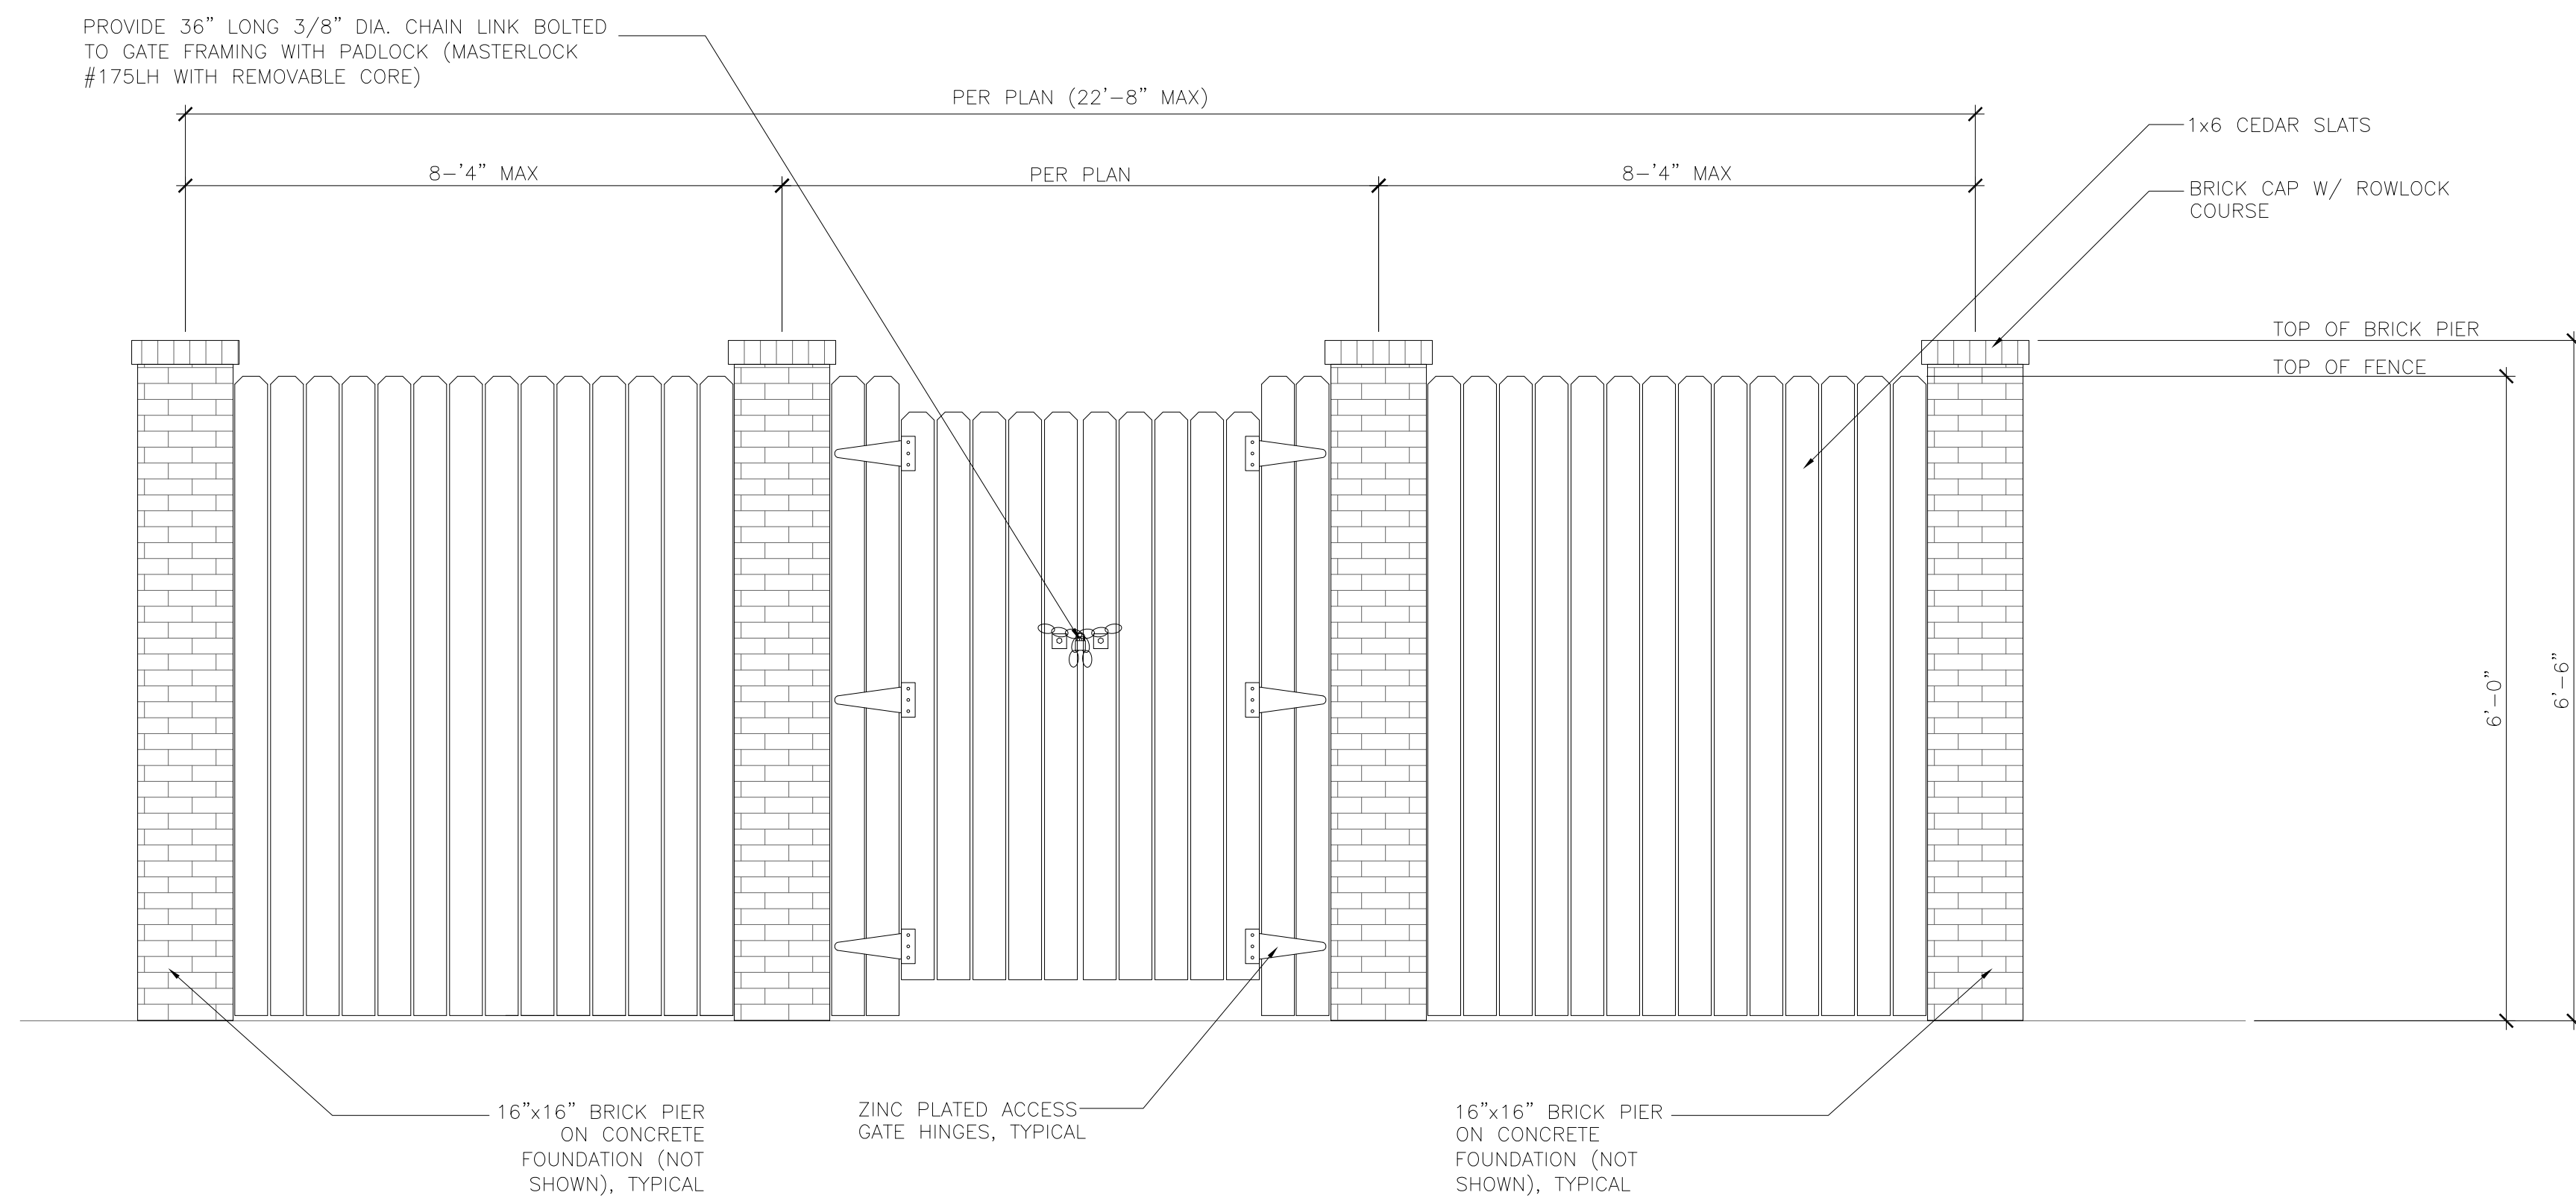 PROVIDE 36" LONG 3/8" DIA. CHAIN LINK BOLTED
TO GATE FRAMING WITH PADLOCK (MASTERLOCK
#175LH WITH REMOVABLE CORE)
PER PLAN (22'-8" MAX)
8-'4" MAX
PER PLAN
8-'4" MAX
1x6 CEDAR SLATS
BRICK CAP W/ ROWLOCK
COURSE
TOP OF BRICK PIER
TOP OF FENCE
6'-0"
6'-6"
16"x16" BRICK PIER
ON CONCRETE
FOUNDATION (NOT
SHOWN), TYPICAL
ZINC PLATED ACCESS
GATE HINGES, TYPICAL
16"x16" BRICK PIER
ON CONCRETE
FOUNDATION (NOT
SHOWN), TYPICAL